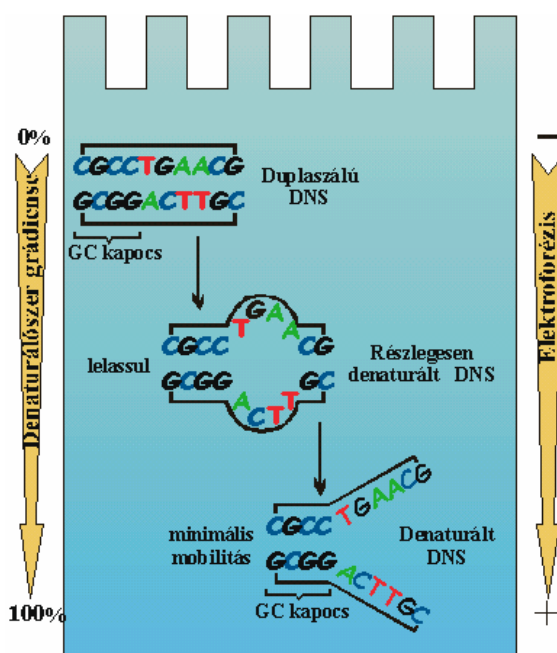 0%
−
Denaturálószer grádiense
Elektroforézis
CGCCTGAACG
GCGGACTTGC
Duplaszálú
DNS
GC kapocs
CGCC TGAA CG
GCGG ACTT GC
lelassul
Részlegesen
denaturált DNS
CGCC TGAACG
GCGG ACTTGC
minimális
mobilitás
Denaturált
DNS
GC kapocs
100%
+